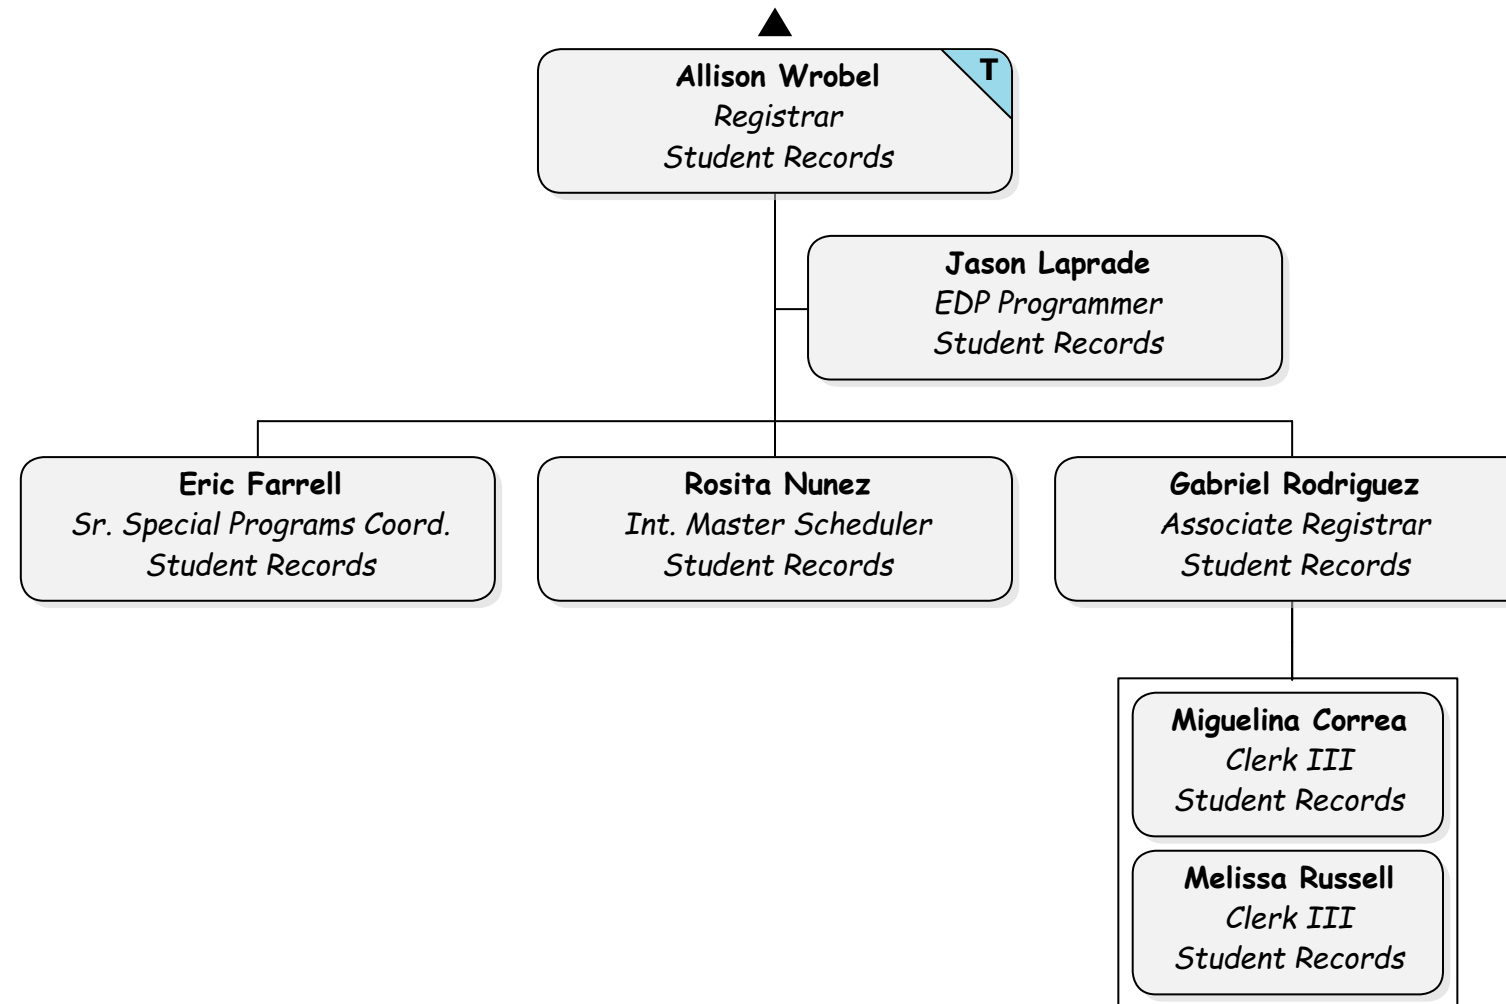 T
Allison Wrobel
Registrar
Student Records
Jason Laprade
EDP Programmer
Student Records
Eric Farrell
Sr. Special Programs Coord.
Student Records
Rosita Nunez
Int. Master Scheduler
Student Records
Gabriel Rodriguez
Associate Registrar
Student Records
Miguelina Correa
Clerk III
Student Records
Melissa Russell
Clerk III
Student Records